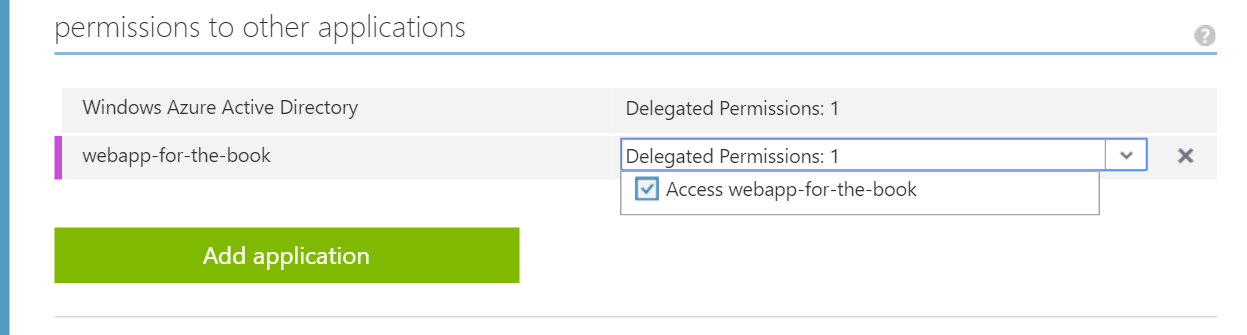 permissions to other applications
?
Windows Azure Active Directory Delegated Permissions: 1
webapp-for-the-book Delegated Permissions: 1
Access webapp-for-the-book
Add application